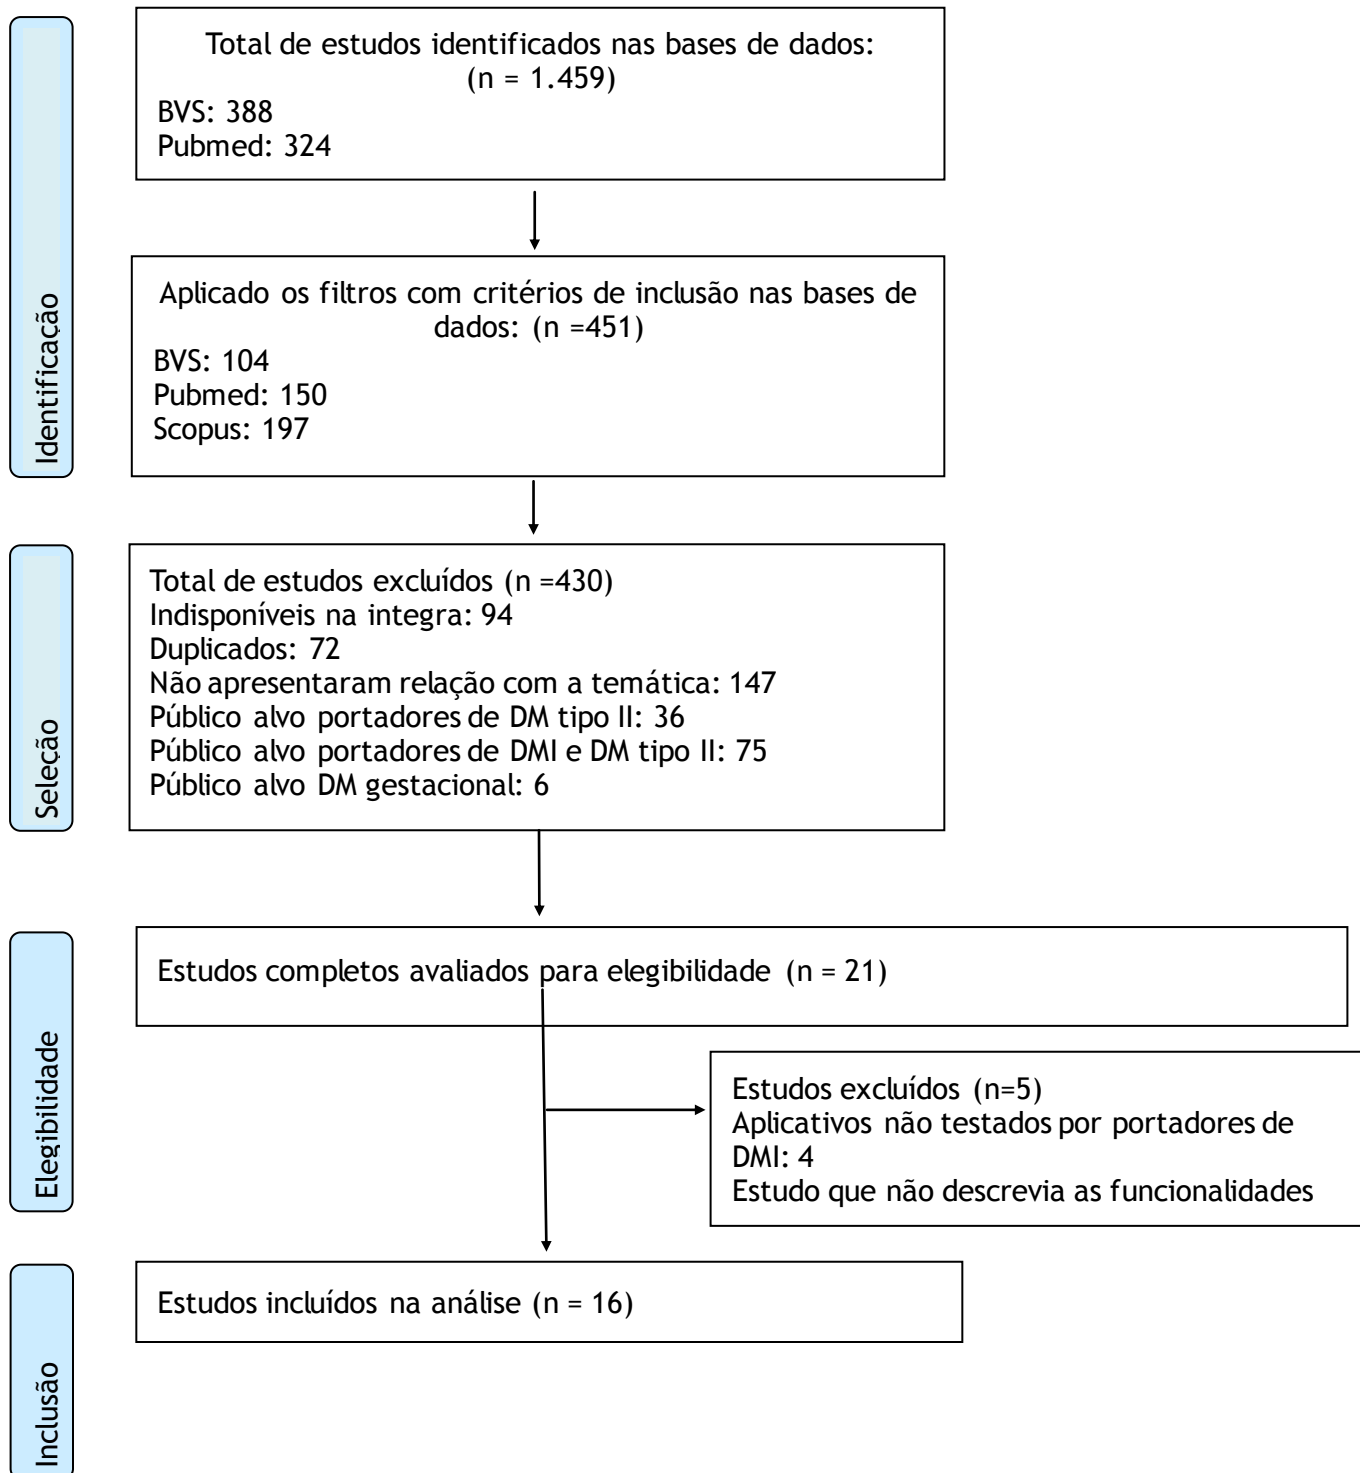 Identificação
Total de estudos identificados nas bases de dados:
(n = 1.459)
BVS: 388
Pubmed: 324
Aplicado os filtros com critérios de inclusão nas bases de
dados: (n =451)
BVS: 104
Pubmed: 150
Scopus: 197
Seleção
Total de estudos excluídos (n =430)
Indisponíveis na integra: 94
Duplicados: 72
Não apresentaram relação com a temática: 147
Público alvo portadores de DM tipo II: 36
Público alvo portadores de DMI e DM tipo II: 75
Público alvo DM gestacional: 6
Elegibilidade
Estudos completos avaliados para elegibilidade (n = 21)
Estudos excluídos (n=5)
Aplicativos não testados por portadores de
DMI: 4
Estudo que não descrevia as funcionalidades
Inclusão
Estudos incluídos na análise (n = 16)